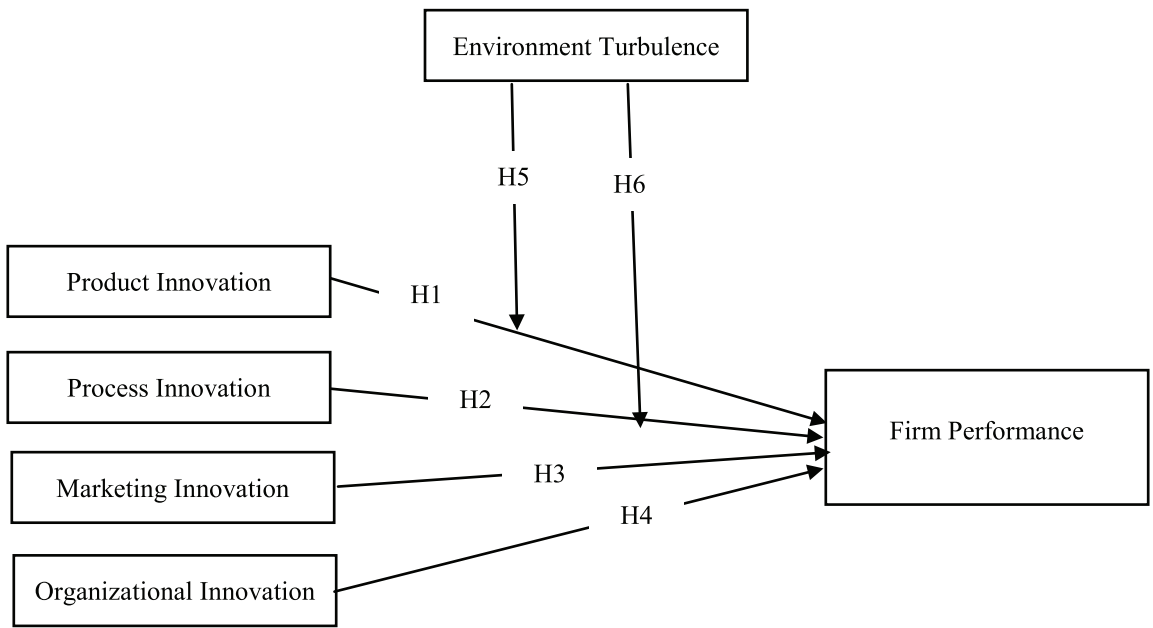 Environment Turbulence
H5
H6
Product Innovation
H1
Process Innovation
H2
Firm Performance
Marketing Innovation
H3
H4
Organizational Innovation